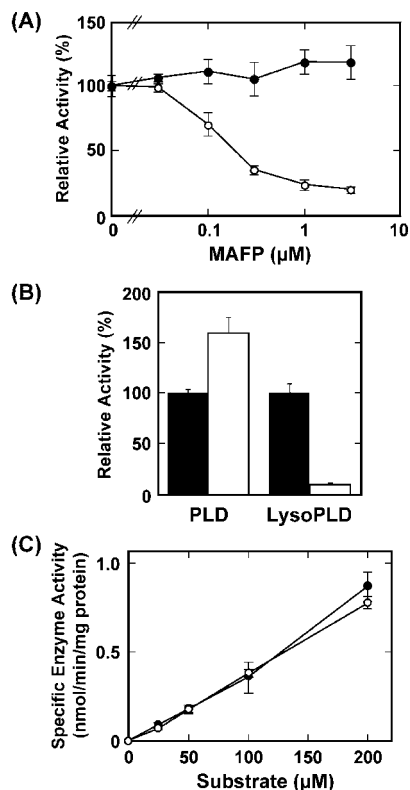 (A)
150
100
50
0
Relative Activity (%)
0
0.1
1
10
MAFP (µM)
(B)
200
150
100
50
0
Relative Activity (%)
PLD
LysoPLD
(C)
1.0
0.5
0
Specific Enzyme Activity
(nmol/min/mg protein)
0
50
100
150
200
Substrate (µM)